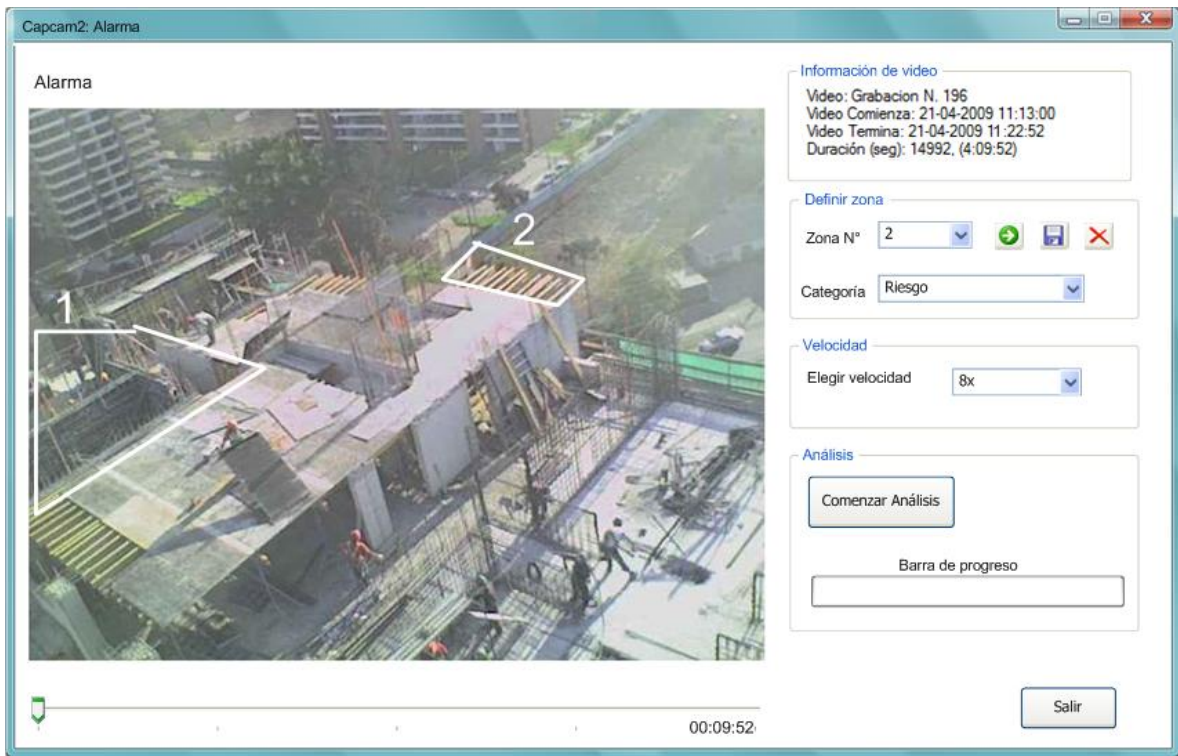 Capcam2: Alarma
Alarma
1
2
00:09:52
Información de video
Video: Grabacion N. 196
Video Comienza: 21-04-2009 11:13:00
Video Termina: 21-04-2009 11:22:52
Duración (seg): 14992, (4:09:52)
Definir zona
Zona N° 2
Categoría Riesgo
Velocidad
Elegir velocidad 8x
Análisis
Comenzar Análisis
Barra de progreso
Salir